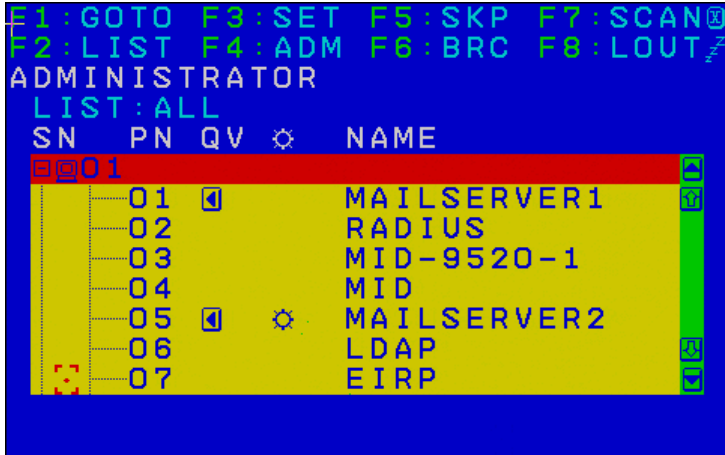 F1:GOTO F3:SET F5:SKP F7:SCAN
F2:LIST F4:ADM F6:BRC F8:LOUT zZ
ADMINISTRATOR
LIST:ALL
SN PN QV NAME
01
01 MAILSERVER1
02 RADIUS
03 MID-9520-1
04 MID
05 MAILSERVER2
06 LDAP
07 EIRP